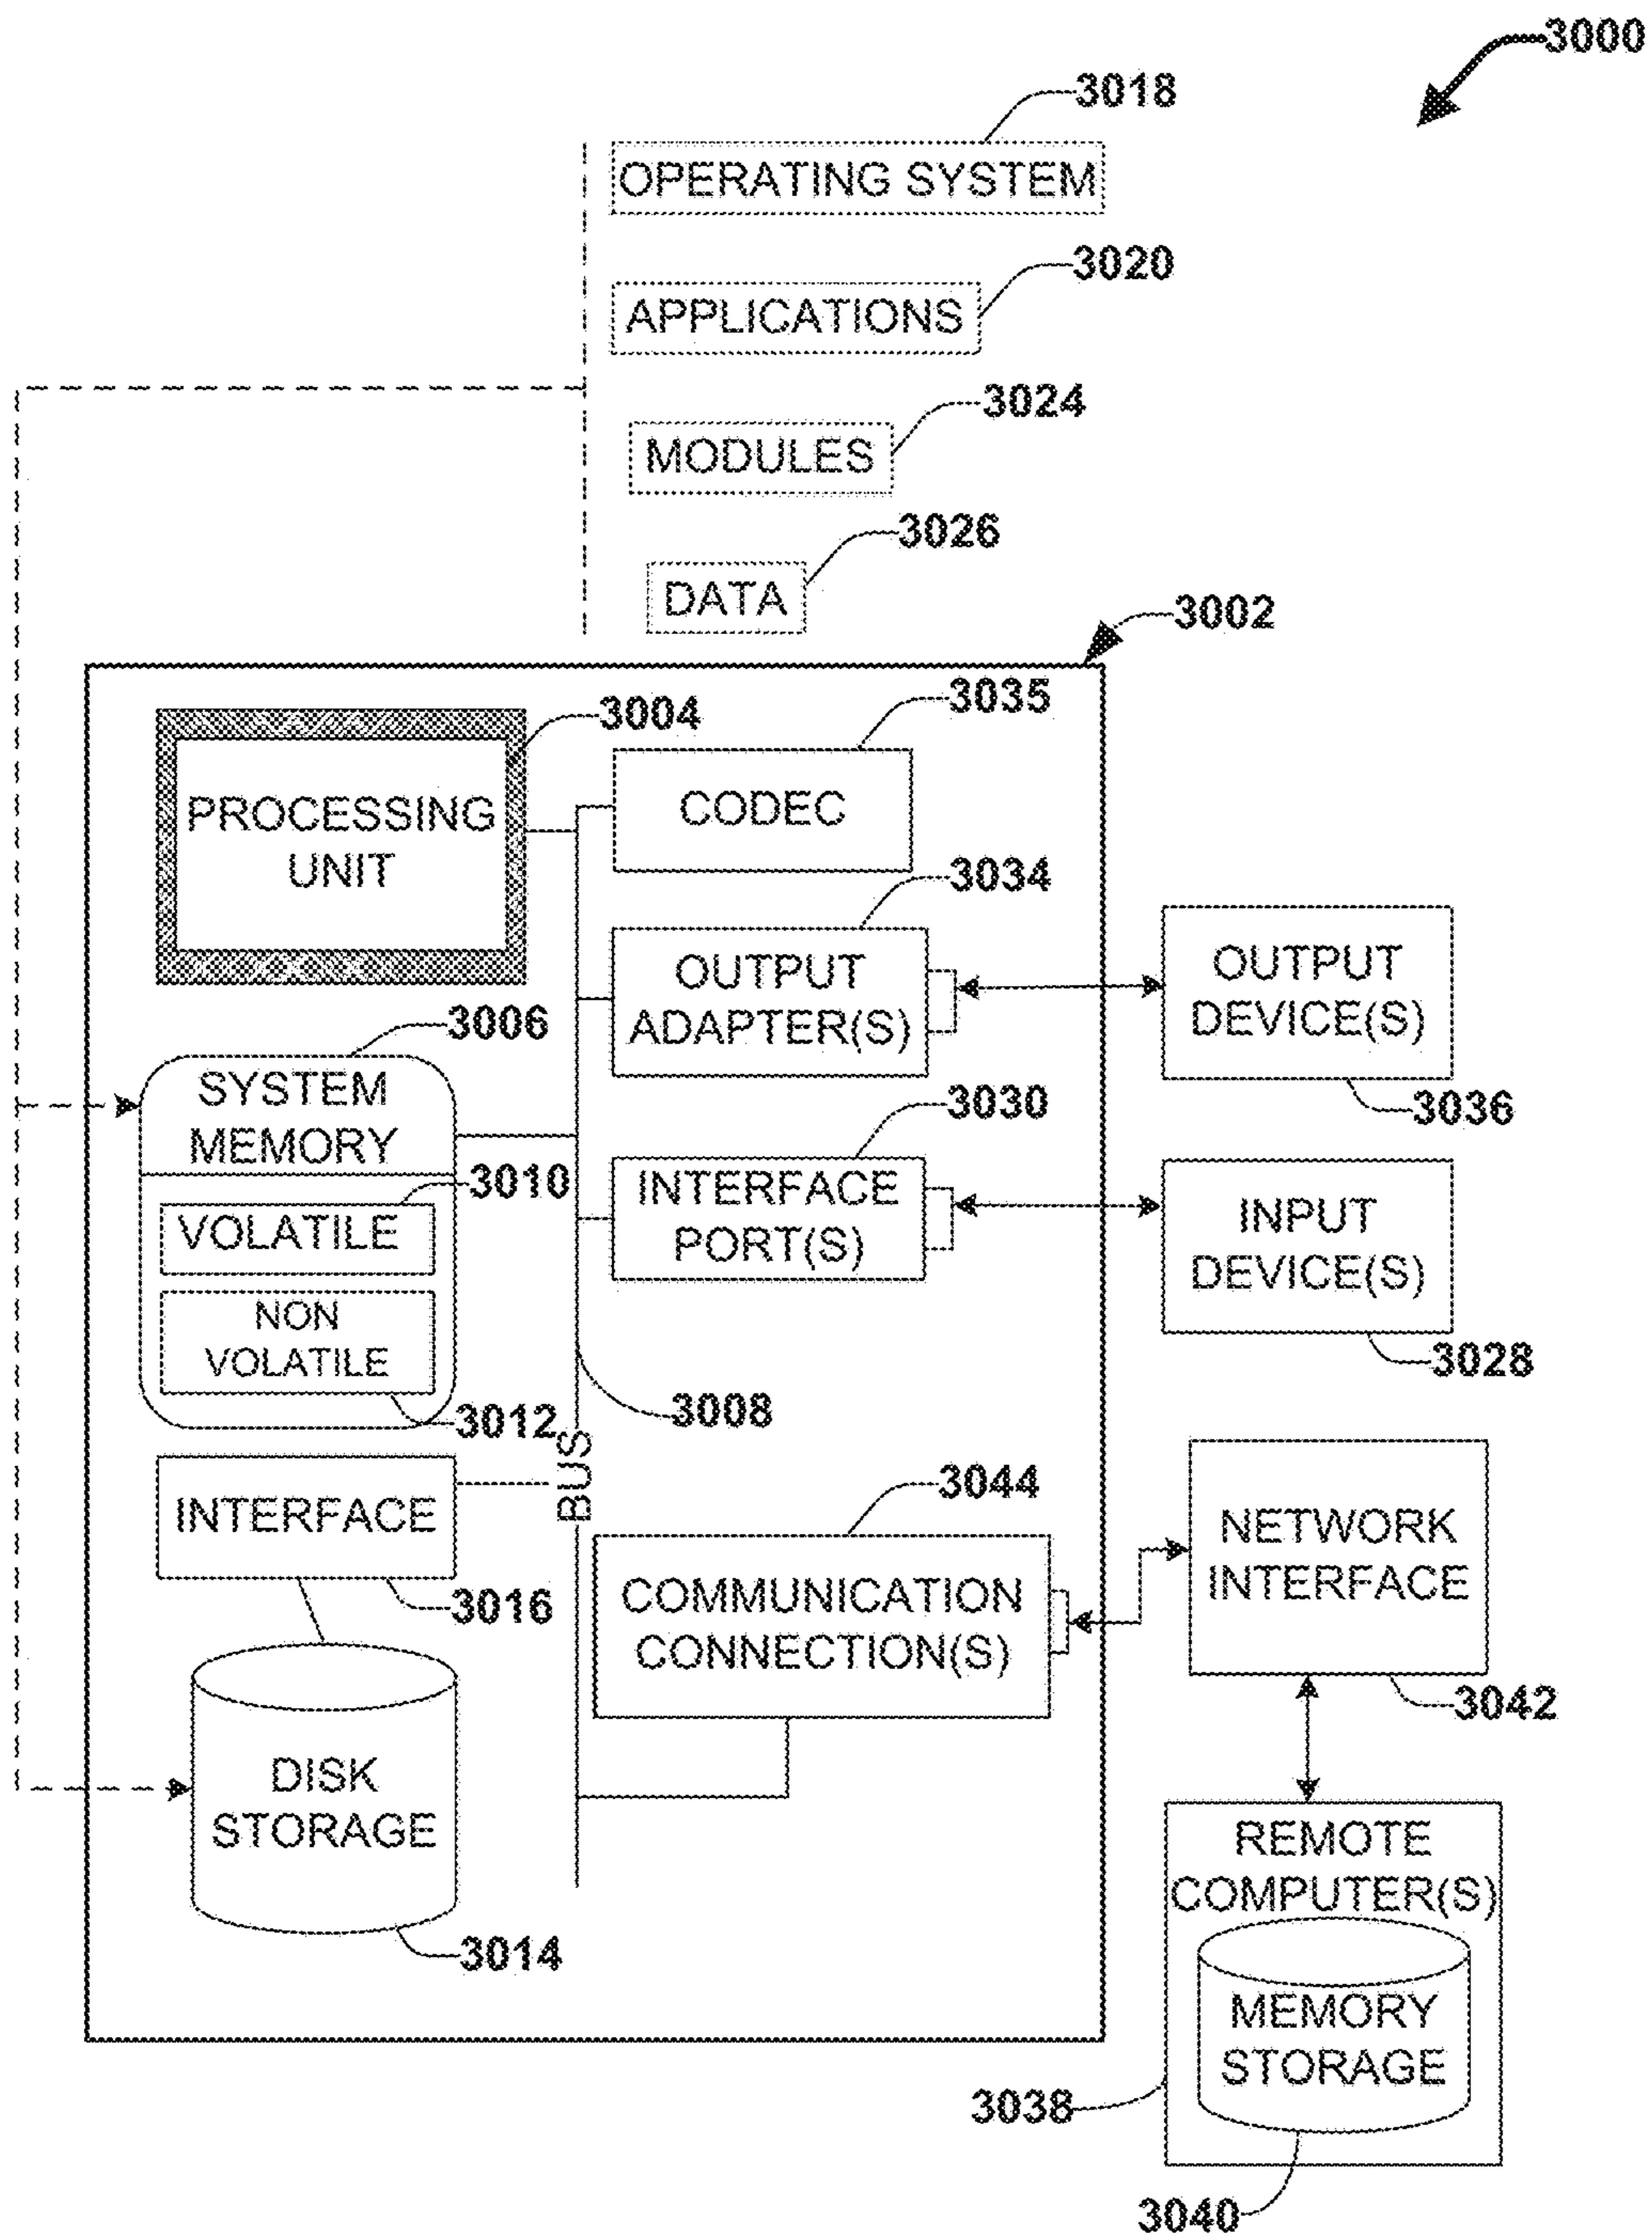 3000
3018
OPERATING SYSTEM
3020
APPLICATIONS
3024
MODULES
3026
DATA
3002
3004
PROCESSING
UNIT
3035
CODEC
3034
OUTPUT
ADAPTER(S)
OUTPUT
DEVICE(S)
3036
3006
SYSTEM
MEMORY
3010
VOLATILE
NON
VOLATILE
3012
3030
INTERFACE
PORT(S)
INPUT
DEVICE(S)
3028
3008
BUS
INTERFACE
3016
3044
COMMUNICATION
CONNECTION(S)
NETWORK
INTERFACE
3042
DISK
STORAGE
3014
REMOTE
COMPUTER(S)
MEMORY
STORAGE
3038
3040